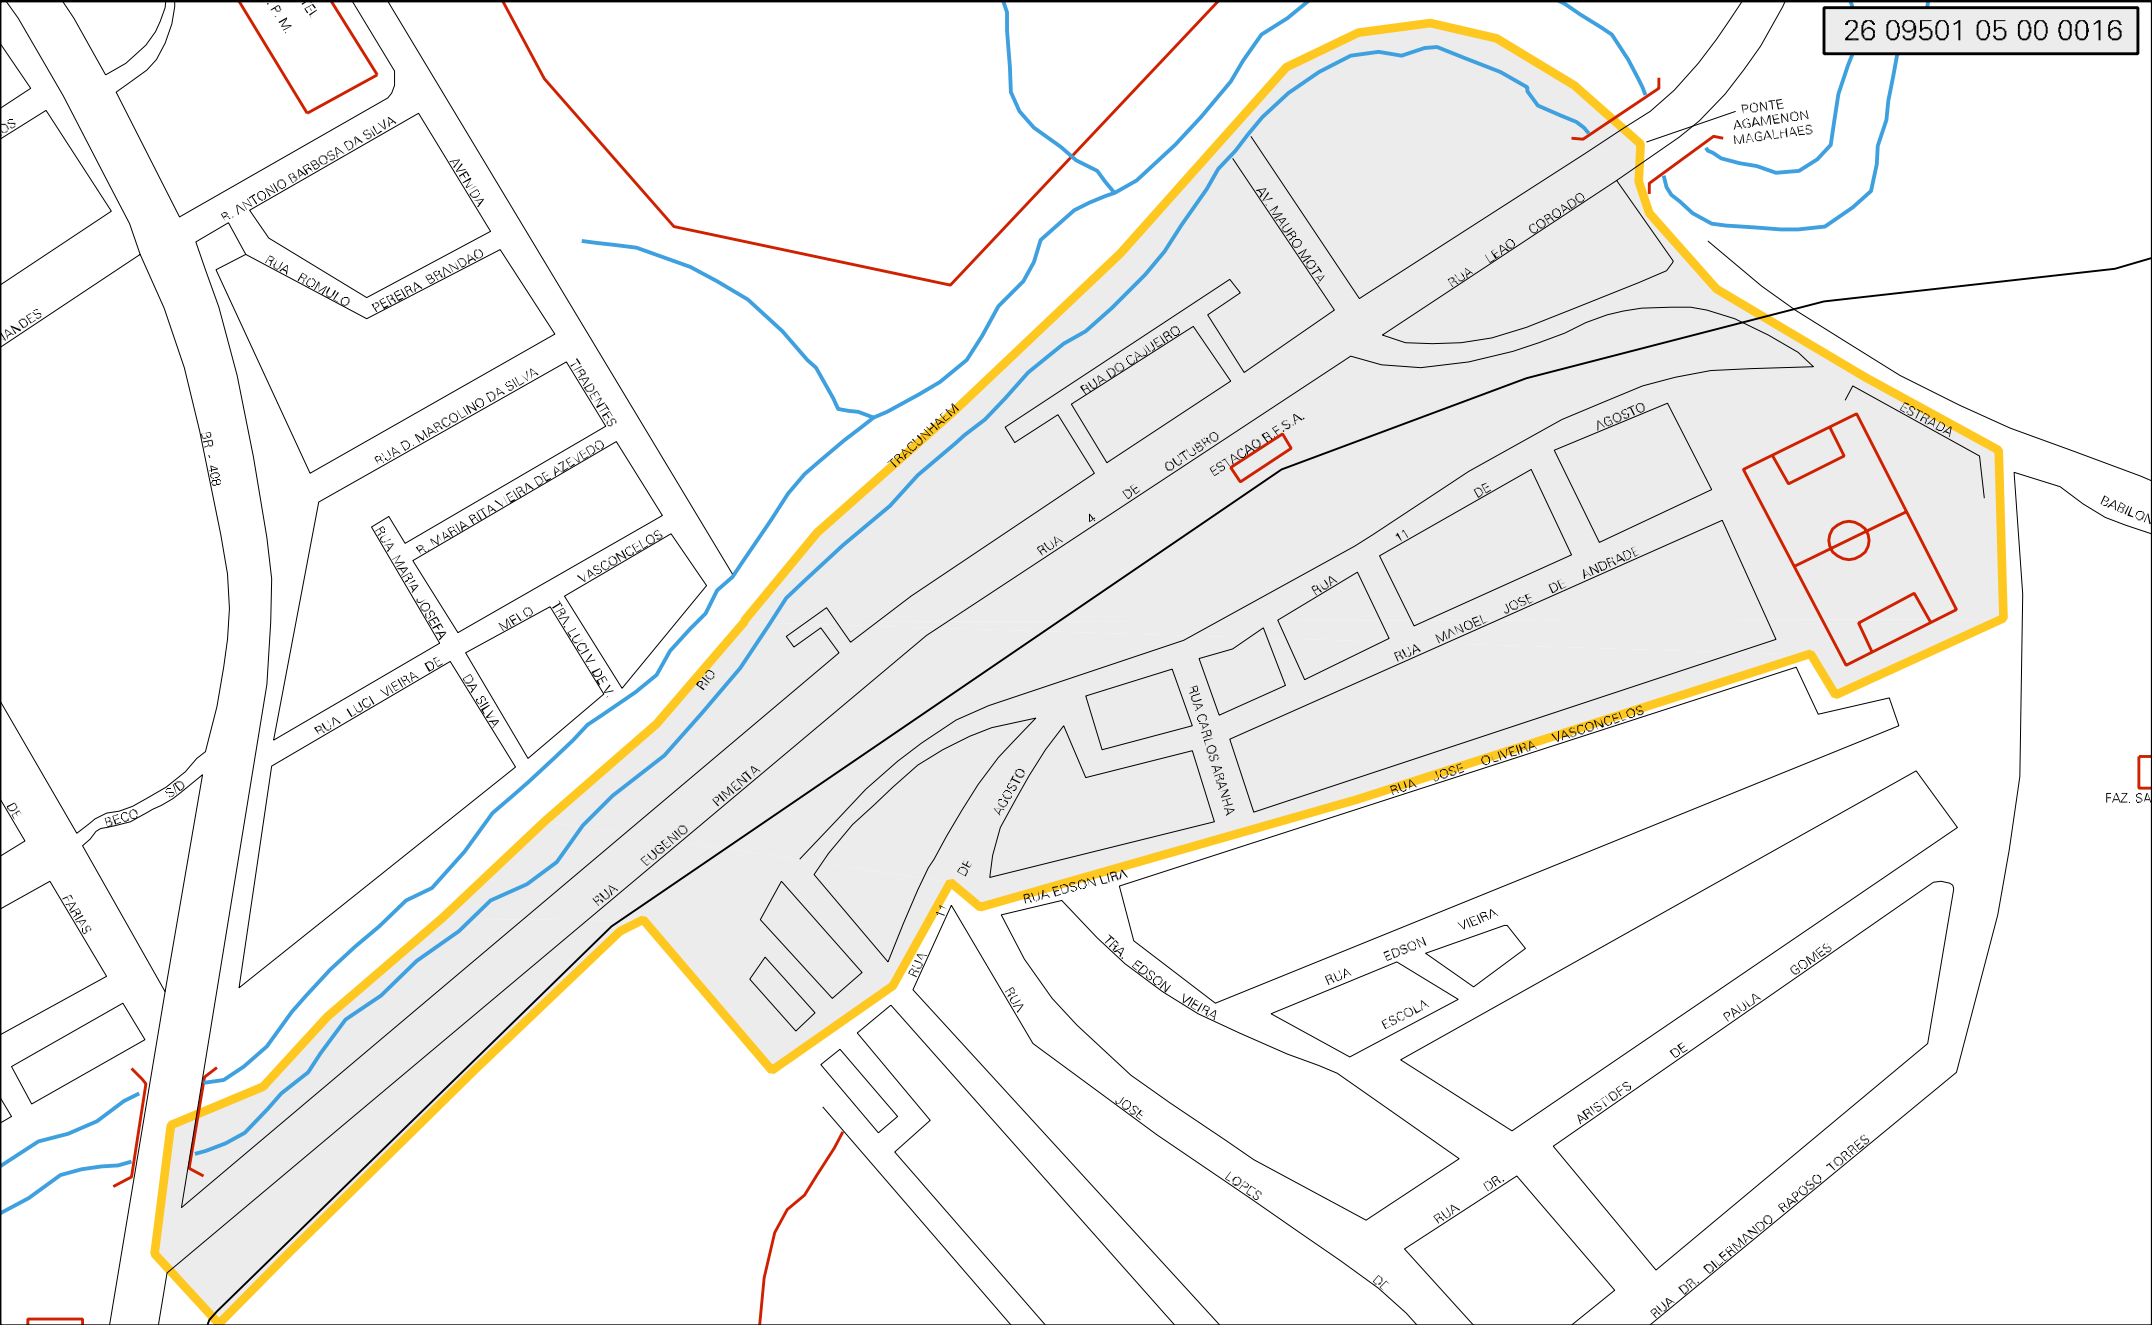 26 09501 05 00 0016
P. M.
R. ANTONIO BARBOSA DA SILVA
AVENDA
PONTE
AGAMENON
MAGALHAES
RUA ROMULO
PEREIRA BRANDAO
AV. MAURO MOTA
RUA LEAO COROADO
RUA DO CAJUEIRO
TIRADENTES
RUA D. MARCOLINO DA SILVA
BR - 408
TRACUNHAEM
RIO
ESTACAO R.F.S.A.
RUA 4 DE OUTUBRO
ESTRADA
R. MARIA RITA VIEIRA DE AZEVEDO
RUA MARIA JOSEFA
DA SILVA
VASCONCELOS
MELO
RUA LUCI VIEIRA DE
TRA. LUCI V. DE V.
RUA 11 DE AGOSTO
RUA MANOEL JOSE DE ANDRIADE
RUA CARLOS ARANHA
RUA JOSE OLIVEIRA VASCONCELOS
RUA EUGENIO PIMENTA
BECO S/D
DE
FARIAS
FAZ. SA
RUA 11 DE AGOSTO
RUA EDSON LIRA
TRA. EDSON VIEIRA
RUA EDSON VIEIRA
ESCOLA
RUA JOSE LOPES DE
RUA DR. ARISTIDES DE PAULA GOMES
RUA DR. DILERMANDO RAPOSO TORRES